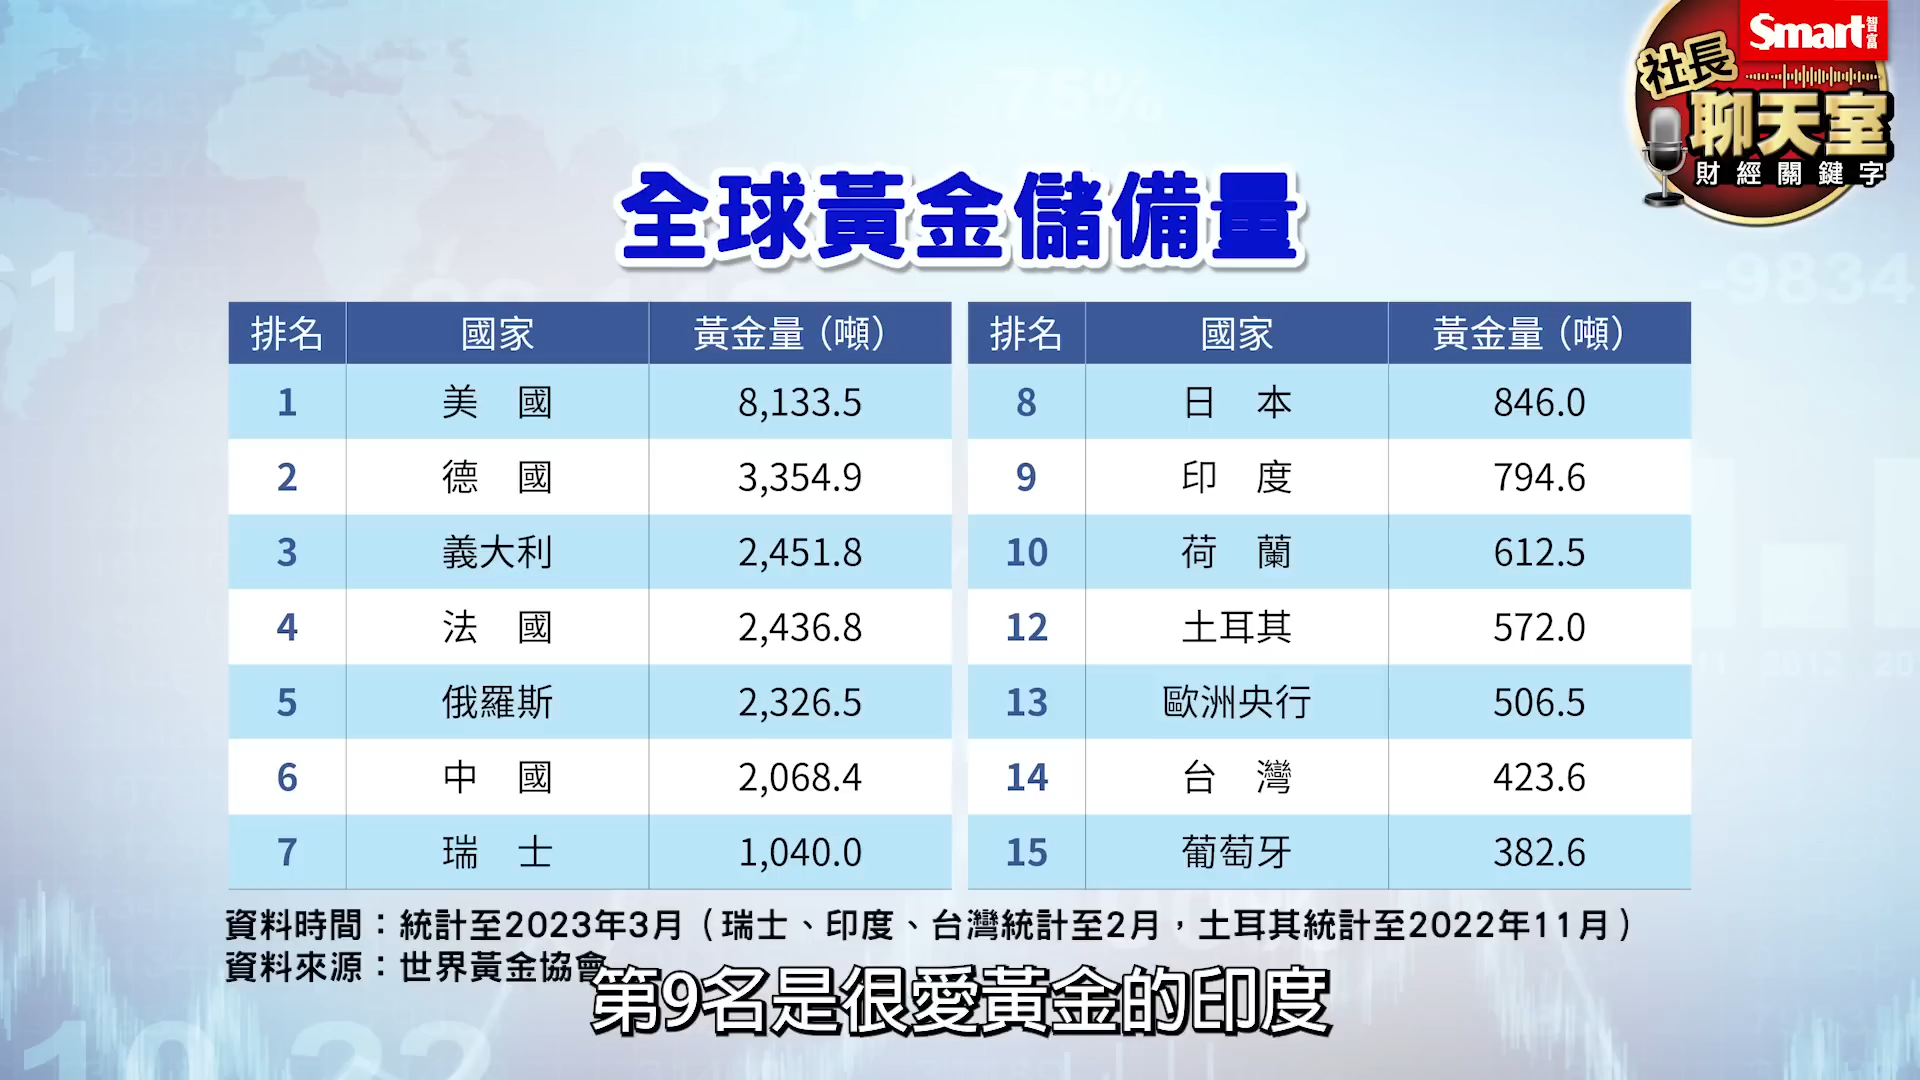 Smart智富
社長
聊天室
財經關鍵字
全球黃金儲備量
排名 國家 黃金量（噸）
1 美國 8,133.5
2 德國 3,354.9
3 義大利 2,451.8
4 法國 2,436.8
5 俄羅斯 2,326.5
6 中國 2,068.4
7 瑞士 1,040.0
排名 國家 黃金量（噸）
8 日本 846.0
9 印度 794.6
10 荷蘭 612.5
12 土耳其 572.0
13 歐洲央行 506.5
14 台灣 423.6
15 葡萄牙 382.6
資料時間：統計至2023年3月（瑞士、印度、台灣統計至2月，土耳其統計至2022年11月）
資料來源：世界黃金協會
第9名是很愛黃金的印度